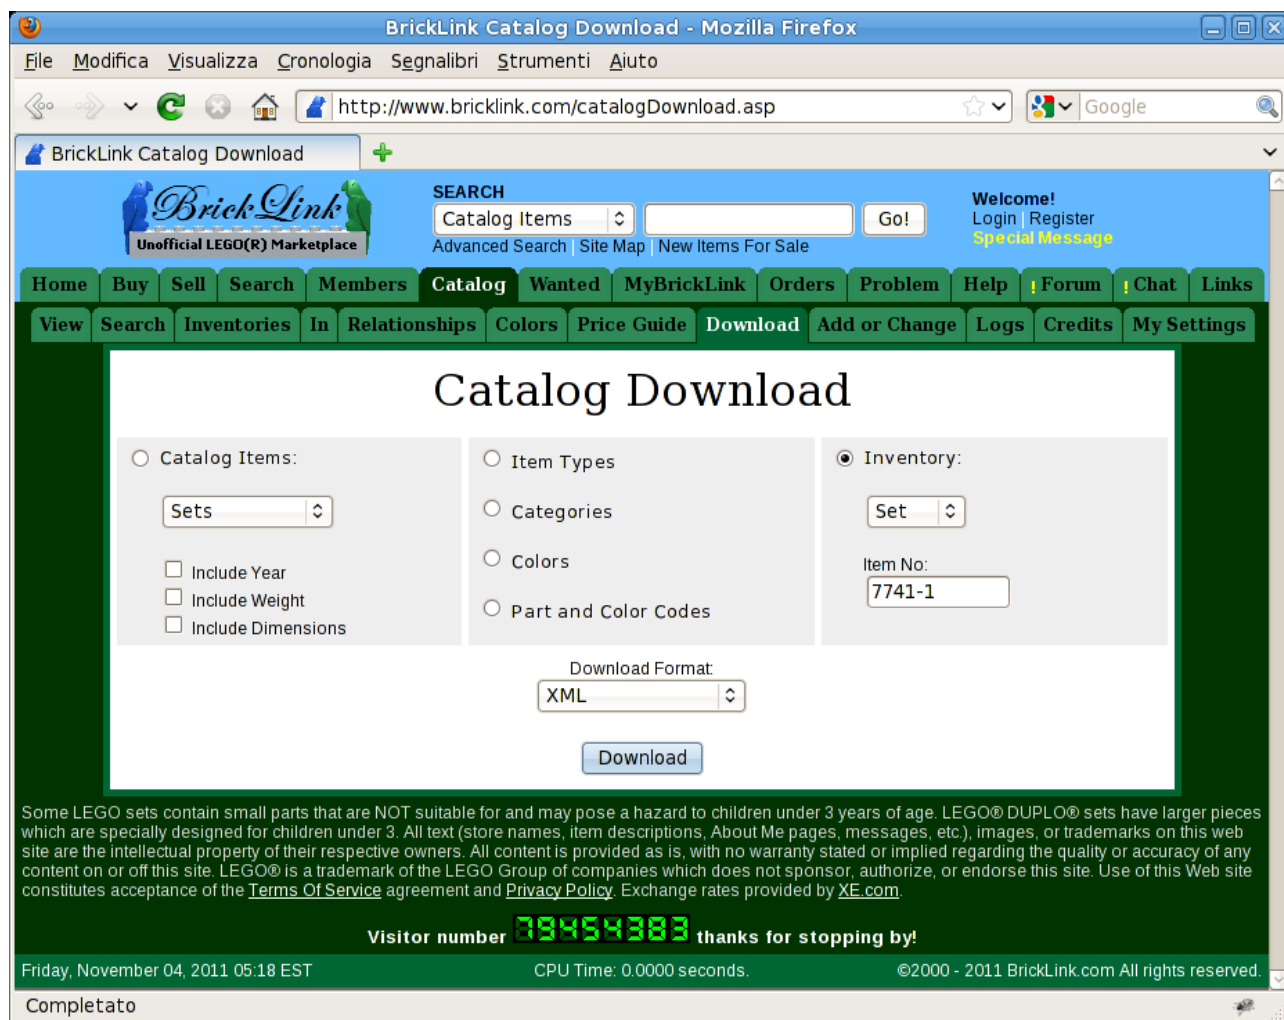 BrickLink Catalog Download - Mozilla Firefox
File Modifica Visualizza Cronologia Segnalibri Strumenti Aiuto
http://www.bricklink.com/catalogDownload.asp Google
BrickLink Catalog Download
BrickLink
Unofficial LEGO(R) Marketplace
SEARCH
Catalog Items Go!
Advanced Search | Site Map | New Items For Sale
Welcome!
Login | Register
Special Message
Home Buy Sell Search Members Catalog Wanted MyBrickLink Orders Problem Help ! Forum ! Chat Links
View Search Inventories In Relationships Colors Price Guide Download Add or Change Logs Credits My Settings
Catalog Download
Catalog Items:
Sets
Include Year
Include Weight
Include Dimensions
Item Types
Categories
Colors
Part and Color Codes
Inventory:
Set
Item No:
7741-1
Download Format:
XML
Download
Some LEGO sets contain small parts that are NOT suitable for and may pose a hazard to children under 3 years of age. LEGO® DUPLO® sets have larger pieces
which are specially designed for children under 3. All text (store names, item descriptions, About Me pages, messages, etc.), images, or trademarks on this web
site are the intellectual property of their respective owners. All content is provided as is, with no warranty stated or implied regarding the quality or accuracy of any
content on or off this site. LEGO® is a trademark of the LEGO Group of companies which does not sponsor, authorize, or endorse this site. Use of this Web site
constitutes acceptance of the Terms Of Service agreement and Privacy Policy. Exchange rates provided by XE.com.
Visitor number 79454383 thanks for stopping by!
Friday, November 04, 2011 05:18 EST CPU Time: 0.0000 seconds. ©2000 - 2011 BrickLink.com All rights reserved.
Completato